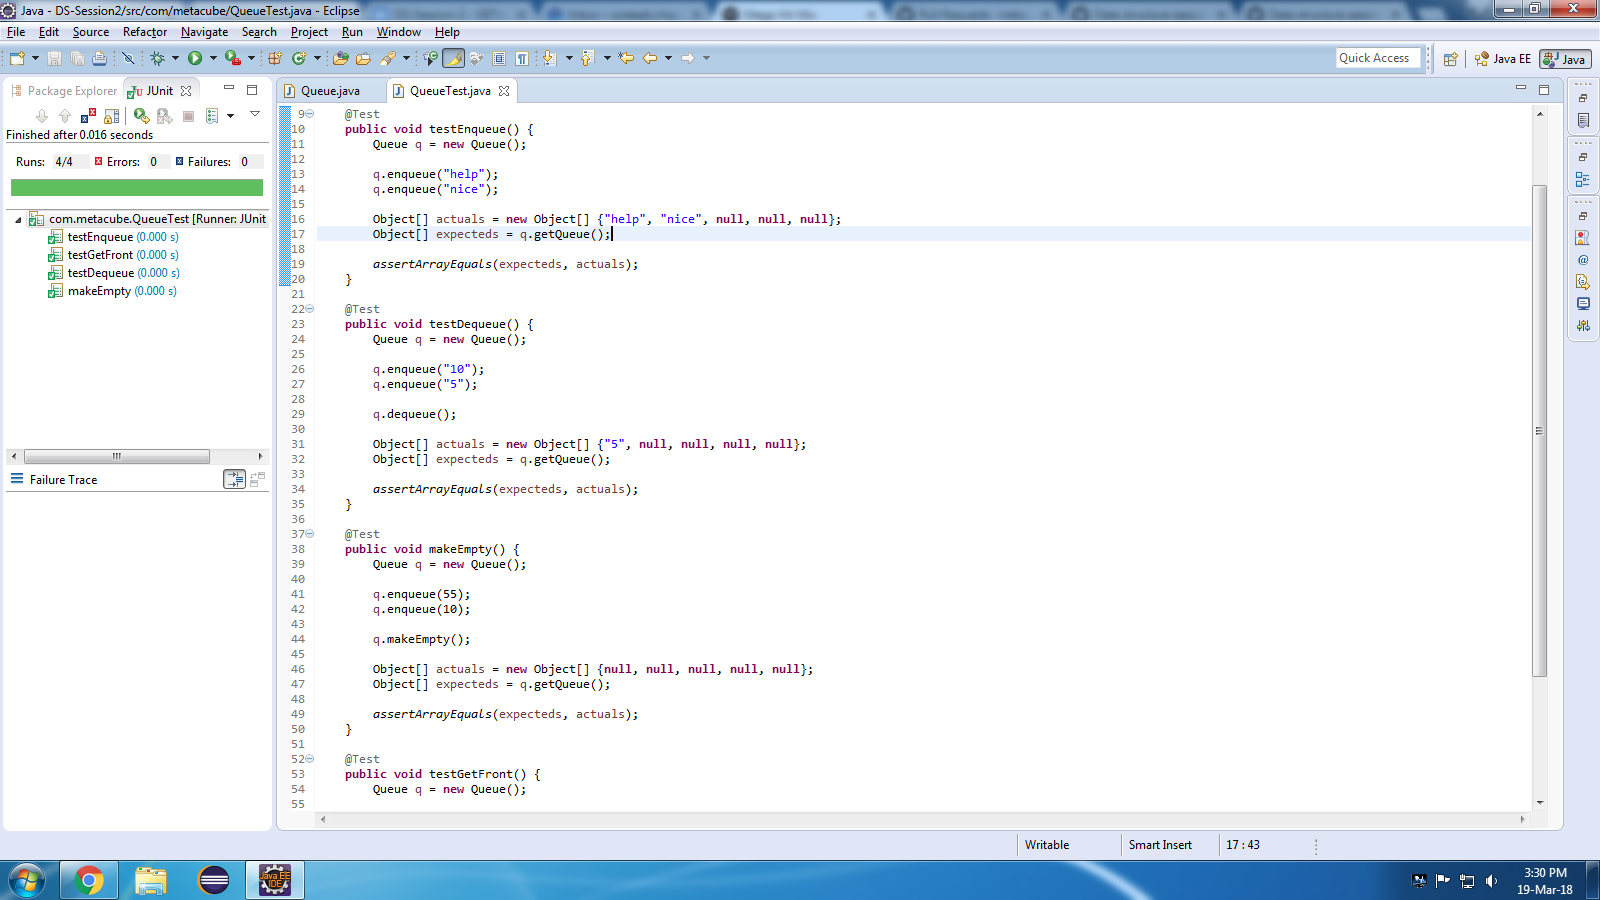 Java - DS-Session2/src/com/metacube/QueueTest.java - Eclipse
File Edit Source Refactor Navigate Search Project Run Window Help
Quick Access Java EE Java
Package Explorer JUnit
Queue.java QueueTest.java
Finished after 0.016 seconds
Runs: 4/4 Errors: 0 Failures: 0
com.metacube.QueueTest [Runner: JUnit
testEnqueue (0.000 s)
testGetFront (0.000 s)
testDequeue (0.000 s)
makeEmpty (0.000 s)
Failure Trace
9 @Test
10 public void testEnqueue() {
11 Queue q = new Queue();
12
13 q.enqueue("help");
14 q.enqueue("nice");
15
16 Object[] actuals = new Object[] {"help", "nice", null, null, null};
17 Object[] expecteds = q.getQueue();
18
19 assertArrayEquals(expecteds, actuals);
20 }
21
22 @Test
23 public void testDequeue() {
24 Queue q = new Queue();
25
26 q.enqueue("10");
27 q.enqueue("5");
28
29 q.dequeue();
30
31 Object[] actuals = new Object[] {"5", null, null, null, null};
32 Object[] expecteds = q.getQueue();
33
34 assertArrayEquals(expecteds, actuals);
35 }
36
37 @Test
38 public void makeEmpty() {
39 Queue q = new Queue();
40
41 q.enqueue(55);
42 q.enqueue(10);
43
44 q.makeEmpty();
45
46 Object[] actuals = new Object[] {null, null, null, null, null};
47 Object[] expecteds = q.getQueue();
48
49 assertArrayEquals(expecteds, actuals);
50 }
51
52 @Test
53 public void testGetFront() {
54 Queue q = new Queue();
55
Writable Smart Insert 17 : 43
Java EE
IDE
3:30 PM
19-Mar-18